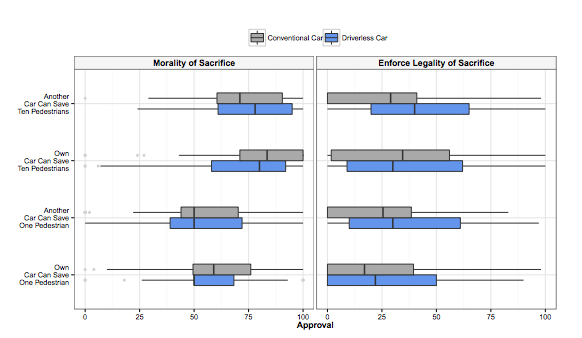 Conventional Car Driverless Car
Morality of Sacrifice Enforce Legality of Sacrifice
Another
Car Can Save
Ten Pedestrians
Own
Car Can Save
Ten Pedestrians
Another
Car Can Save
One Pedestrian
Own
Car Can Save
One Pedestrian
0 25 50 75 100 0 25 50 75 100
Approval